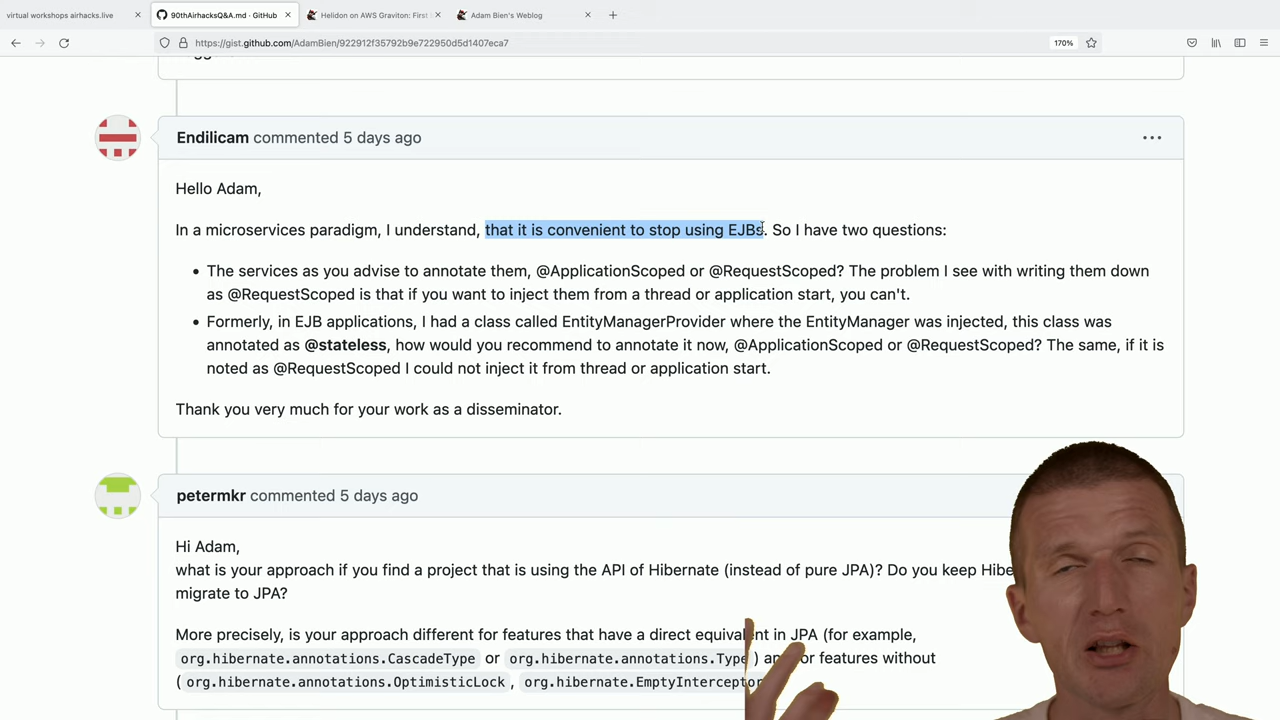 virtual workshops airhacks.live
90thAirhacksQ&A.md · GitHub
Helidon on AWS Graviton: First
Adam Bien's Weblog
https://gist.github.com/AdamBien/922912f35792b9e722950d5d1407eca7
170%
Endilicam commented 5 days ago
Hello Adam,
In a microservices paradigm, I understand, that it is convenient to stop using EJBs. So I have two questions:
• The services as you advise to annotate them, @ApplicationScoped or @RequestScoped? The problem I see with writing them down
as @RequestScoped is that if you want to inject them from a thread or application start, you can't.
• Formerly, in EJB applications, I had a class called EntityManagerProvider where the EntityManager was injected, this class was
annotated as @stateless, how would you recommend to annotate it now, @ApplicationScoped or @RequestScoped? The same, if it is
noted as @RequestScoped I could not inject it from thread or application start.
Thank you very much for your work as a disseminator.
petermkr commented 5 days ago
Hi Adam,
what is your approach if you find a project that is using the API of Hibernate (instead of pure JPA)? Do you keep
migrate to JPA?
More precisely, is your approach different for features that have a direct equivalent in JPA (for example,
org.hibernate.annotations.CascadeType or org.hibernate.annotations.Type ) features without
( org.hibernate.annotations.OptimisticLock , org.hibernate.EmptyInterceptor